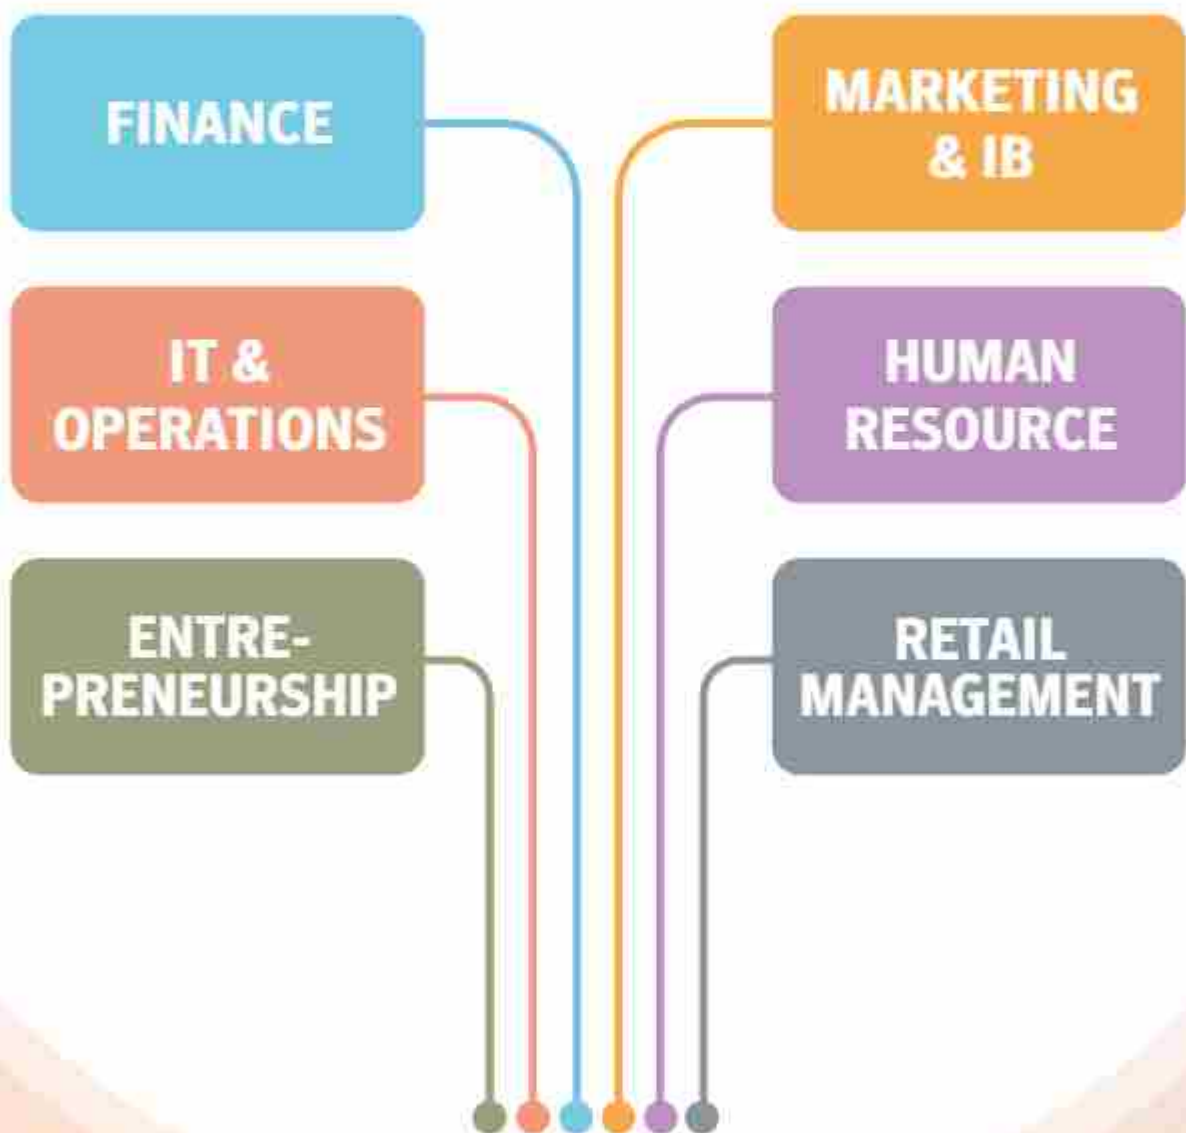 FINANCE
MARKETING
& IB
IT &
OPERATIONS
HUMAN
RESOURCE
ENTRE-
PRENEURSHIP
RETAIL
MANAGEMENT